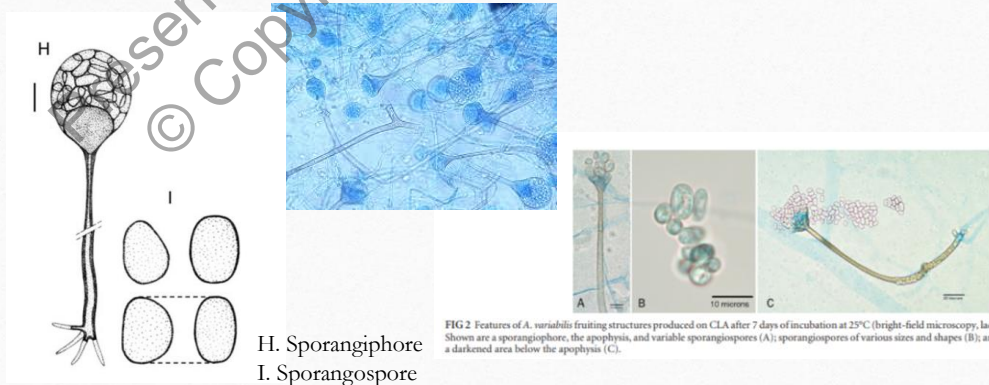 H
I
H. Sporangiphore
I. Sporangospore
© Copy
A
B
10 microns
C
FIG 2 Features of A. variabilis fruiting structures produced on CLA after 7 days of incubation at 25°C (bright-field microscopy,
Shown are a sporangiophore, the apophysis, and variable sporangiospores (A); sporangiospores of various sizes and shapes (B);
a darkened area below the apophysis (C).